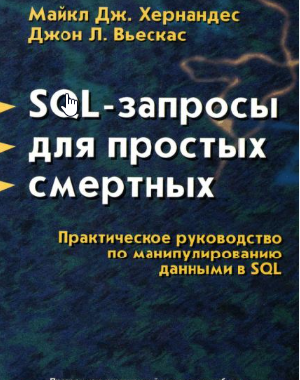 Майкл Дж. Хернандес
Джон Л. Вьескас
SQL-запросы
для простых
смертных
Практическое руководство
по манипулированию
данными в SQL